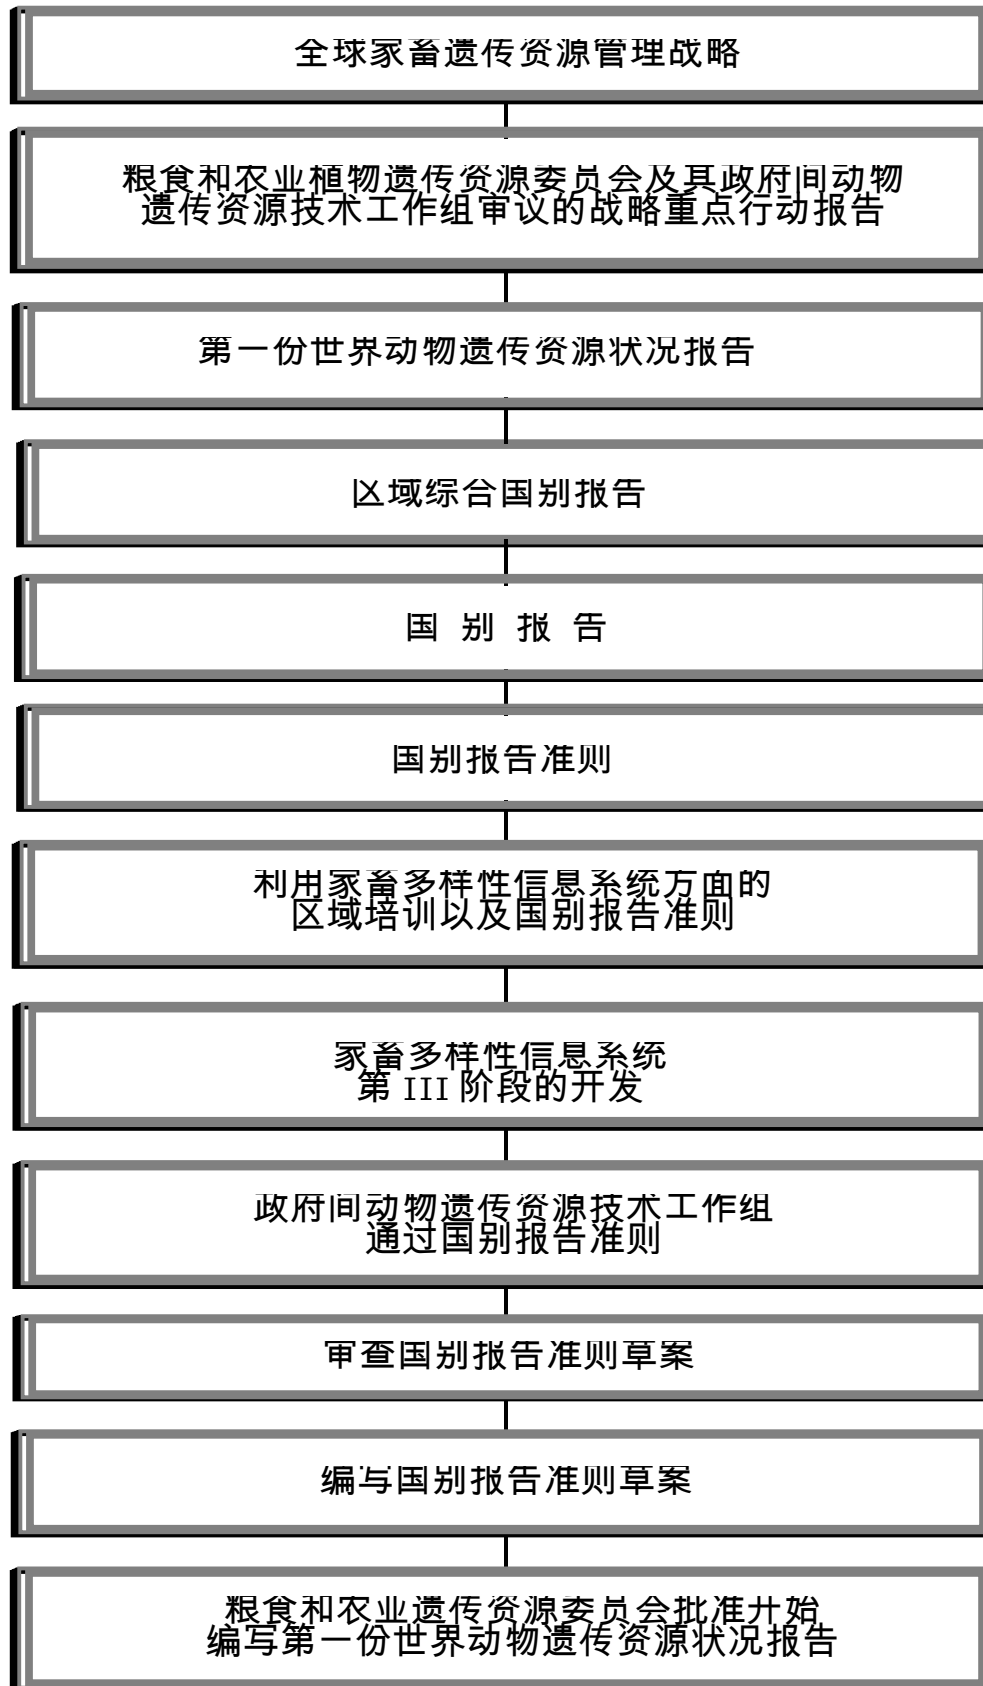 全球家畜遗传资源管理战略
粮食和农业植物遗传资源委员会及其政府间动物
遗传资源技术工作组审议的战略重点行动报告
第一份世界动物遗传资源状况报告
区域综合国别报告
国 别 报 告
国别报告准则
利用家畜多样性信息系统方面的
区域培训以及国别报告准则
家畜多样性信息系统
第 III 阶段的开发
政府间动物遗传资源技术工作组
通过国别报告准则
审查国别报告准则草案
编写国别报告准则草案
粮食和农业遗传资源委员会批准开始
编写第一份世界动物遗传资源状况报告